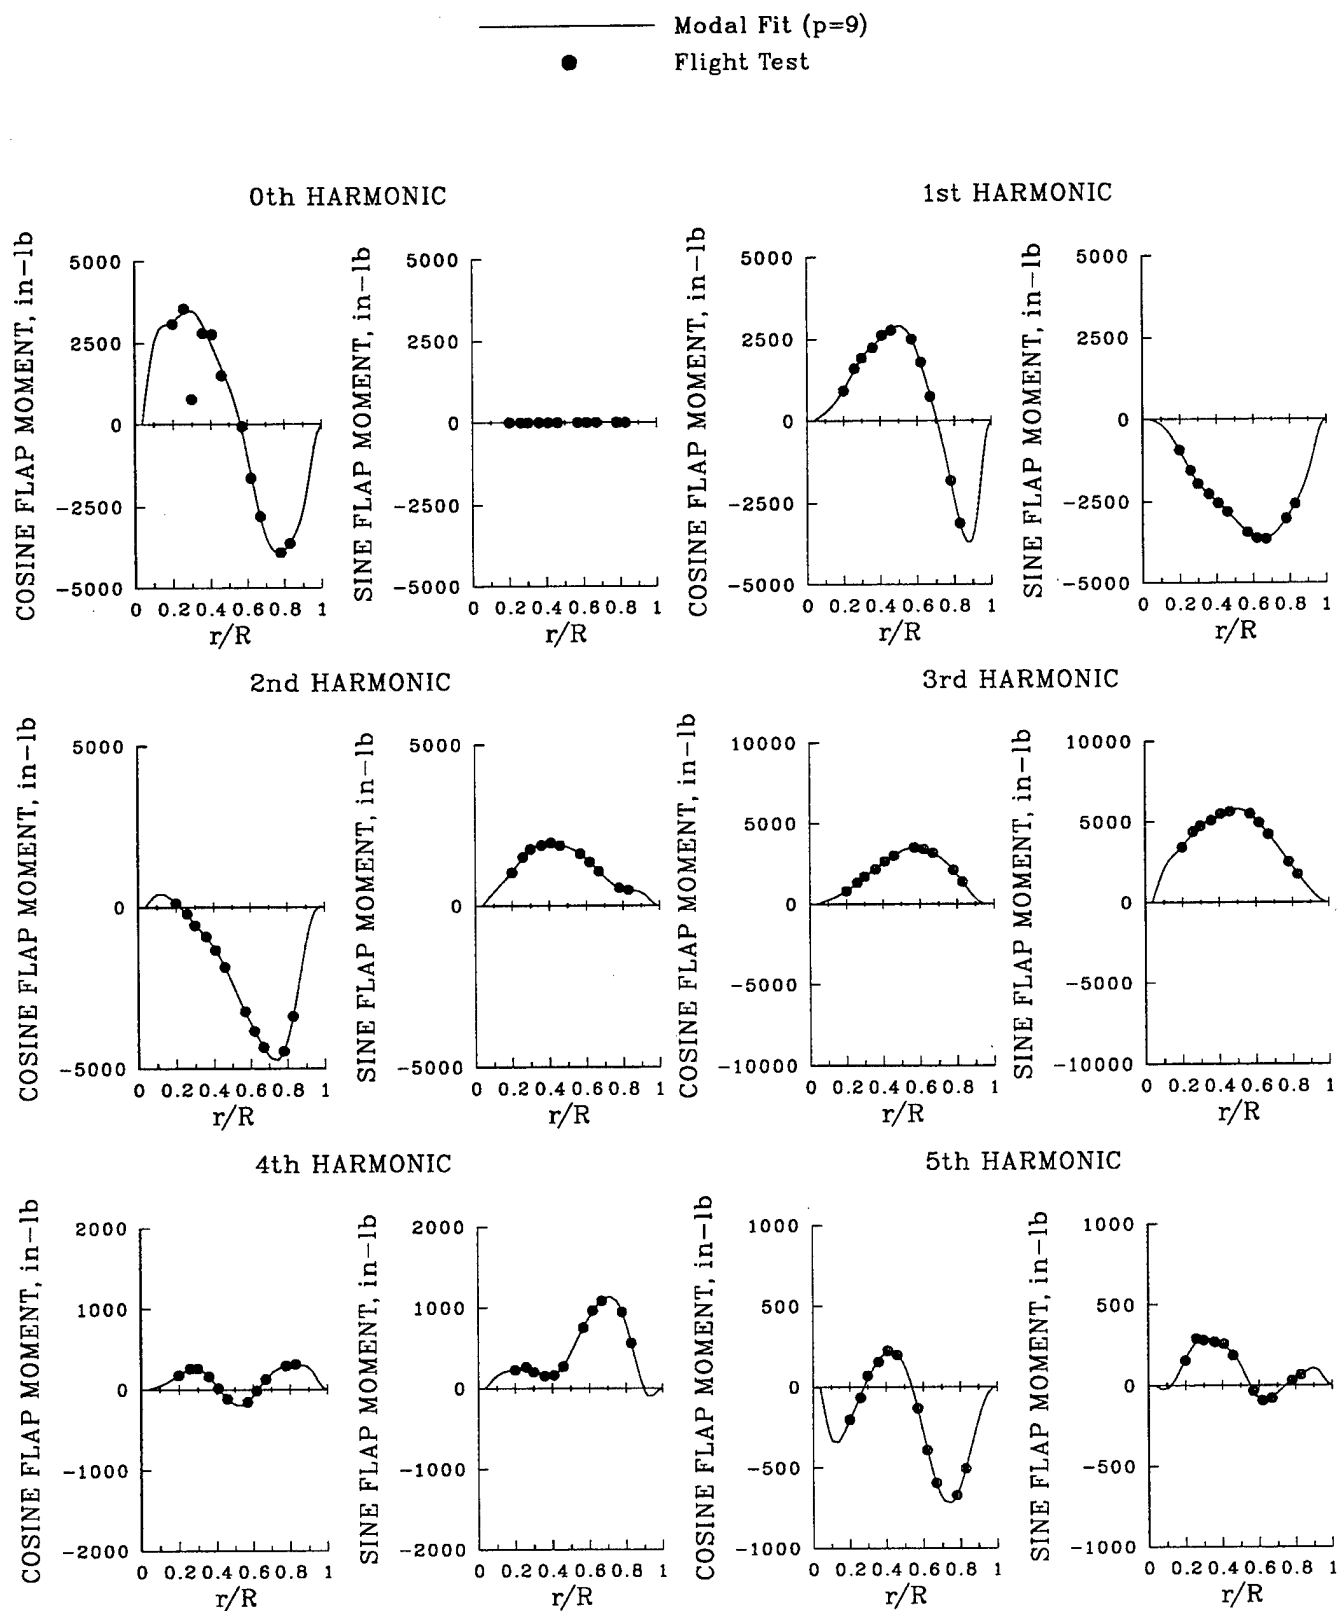 Modal Fit (p=9)
Flight Test
0th HARMONIC
COSINE FLAP MOMENT, in-lb
5000
2500
0
-2500
-5000
0 0.2 0.4 0.6 0.8 1
r/R
SINE FLAP MOMENT, in-lb
5000
2500
0
-2500
-5000
0 0.2 0.4 0.6 0.8 1
r/R
1st HARMONIC
COSINE FLAP MOMENT, in-lb
5000
2500
0
-2500
-5000
0 0.2 0.4 0.6 0.8 1
r/R
SINE FLAP MOMENT, in-lb
5000
2500
0
-2500
-5000
0 0.2 0.4 0.6 0.8 1
r/R
2nd HARMONIC
COSINE FLAP MOMENT, in-lb
5000
0
-5000
0 0.2 0.4 0.6 0.8 1
r/R
SINE FLAP MOMENT, in-lb
5000
0
-5000
0 0.2 0.4 0.6 0.8 1
r/R
3rd HARMONIC
COSINE FLAP MOMENT, in-lb
10000
5000
0
-5000
-10000
0 0.2 0.4 0.6 0.8 1
r/R
SINE FLAP MOMENT, in-lb
10000
5000
0
-5000
-10000
0 0.2 0.4 0.6 0.8 1
r/R
4th HARMONIC
COSINE FLAP MOMENT, in-lb
2000
1000
0
-1000
-2000
0 0.2 0.4 0.6 0.8 1
r/R
SINE FLAP MOMENT, in-lb
2000
1000
0
-1000
-2000
0 0.2 0.4 0.6 0.8 1
r/R
5th HARMONIC
COSINE FLAP MOMENT, in-lb
1000
500
0
-500
-1000
0 0.2 0.4 0.6 0.8 1
r/R
SINE FLAP MOMENT, in-lb
1000
500
0
-500
-1000
0 0.2 0.4 0.6 0.8 1
r/R